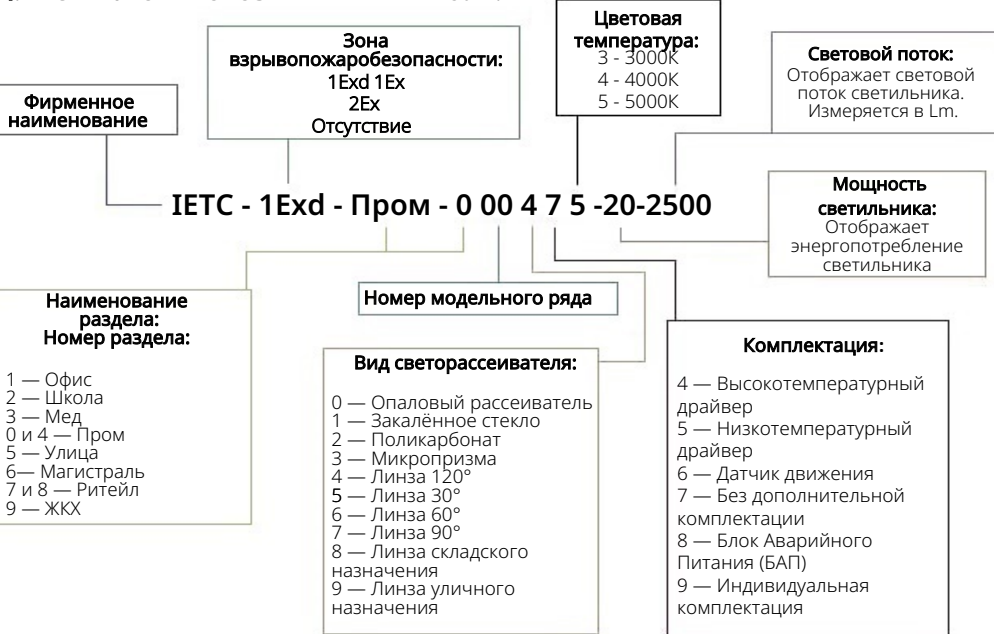 Зона
взрывопожаробезопасности:
1Exd 1Ex
2Ex
Отсутствие
Цветовая
температура:
3 - 3000К
4 - 4000К
5 - 5000К
Световой поток:
Отображает световой
поток светильника.
Измеряется в Lm.
Фирменное
наименование
IETC - 1Exd - Пром - 0 00 4 7 5 -20-2500
Мощность
светильника:
Отображает
энергопотребление
светильника
Номер модельного ряда
Наименование
раздела:
Номер раздела:
1 — Офис
2 — Школа
3 — Мед
0 и 4 — Пром
5 — Улица
6— Магистраль
7 и 8 — Ритейл
9 — ЖКХ
Вид светорассеивателя:
0 — Опаловый рассеиватель
1 — Закалённое стекло
2 — Поликарбонат
3 — Микропризма
4 — Линза 120°
5 — Линза 30°
6 — Линза 60°
7 — Линза 90°
8 — Линза складского
назначения
9 — Линза уличного
назначения
Комплектация:
4 — Высокотемпературный
драйвер
5 — Низкотемпературный
драйвер
6 — Датчик движения
7 — Без дополнительной
комплектации
8 — Блок Аварийного
Питания (БАП)
9 — Индивидуальная
комплектация